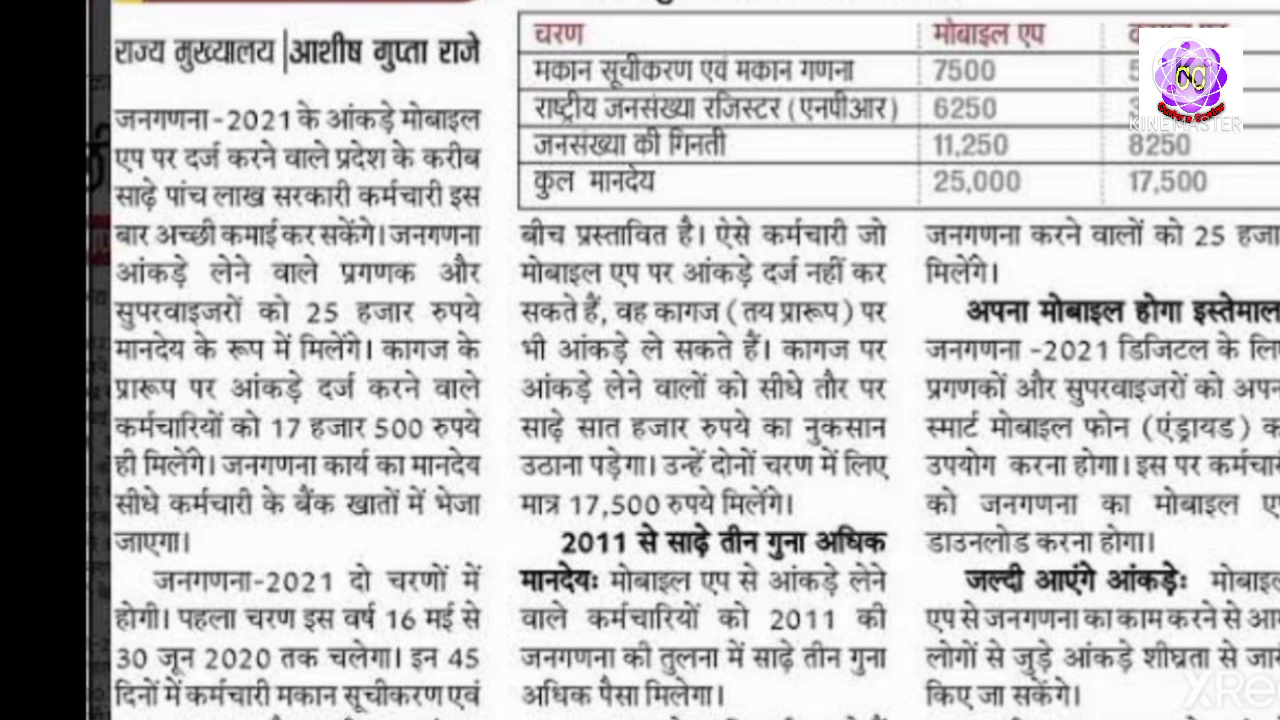 राज्य मुख्यालय | आशीष गुप्ता राजे
जनगणना-2021 के आंकड़े मोबाइल
एप पर दर्ज करने वाले प्रदेश के करीब
साढ़े पांच लाख सरकारी कर्मचारी इस
बार अच्छी कमाई कर सकेंगे। जनगणना
आंकड़े लेने वाले प्रगणक और
सुपरवाइजरों को 25 हजार रुपये
मानदेय के रूप में मिलेंगे। कागज के
प्रारूप पर आंकड़े दर्ज करने वाले
कर्मचारियों को 17 हजार 500 रुपये
ही मिलेंगे। जनगणना कार्य का मानदेय
सीधे कर्मचारी के बैंक खातों में भेजा
जाएगा।
जनगणना-2021 दो चरणों में
होगी। पहला चरण इस वर्ष 16 मई से
30 जून 2020 तक चलेगा। इन 45
दिनों में कर्मचारी मकान सूचीकरण एवं
चरण मोबाइल एप
मकान सूचीकरण एवं मकान गणना 7500
राष्ट्रीय जनसंख्या रजिस्टर (एनपीआर) 6250
जनसंख्या की गिनती 11,250 8250
कुल मानदेय 25,000 17,500
बीच प्रस्तावित है। ऐसे कर्मचारी जो
मोबाइल एप पर आंकड़े दर्ज नहीं कर
सकते हैं, वह कागज (तय प्रारूप) पर
भी आंकड़े ले सकते हैं। कागज पर
आंकड़े लेने वालों को सीधे तौर पर
साढ़े सात हजार रुपये का नुकसान
उठाना पड़ेगा। उन्हें दोनों चरण में लिए
मात्र 17,500 रुपये मिलेंगे।
2011 से साढ़े तीन गुना अधिक
मानदेयः मोबाइल एप से आंकड़े लेने
वाले कर्मचारियों को 2011 की
जनगणना की तुलना में साढ़े तीन गुना
अधिक पैसा मिलेगा।
जनगणना करने वालों को 25 हजा
मिलेंगे।
अपना मोबाइल होगा इस्तेमाल
जनगणना -2021 डिजिटल के लि
प्रगणकों और सुपरवाइजरों को अपन
स्मार्ट मोबाइल फोन (एंड्रायड) क
उपयोग करना होगा। इस पर कर्मचार
को जनगणना का मोबाइल ए
डाउनलोड करना होगा।
जल्दी आएंगे आंकड़ेः मोबाइल
एप से जनगणना का काम करने से आम
लोगों से जुड़े आंकड़े शीघ्रता से जा
किए जा सकेंगे।
KINEMASTER
XRe